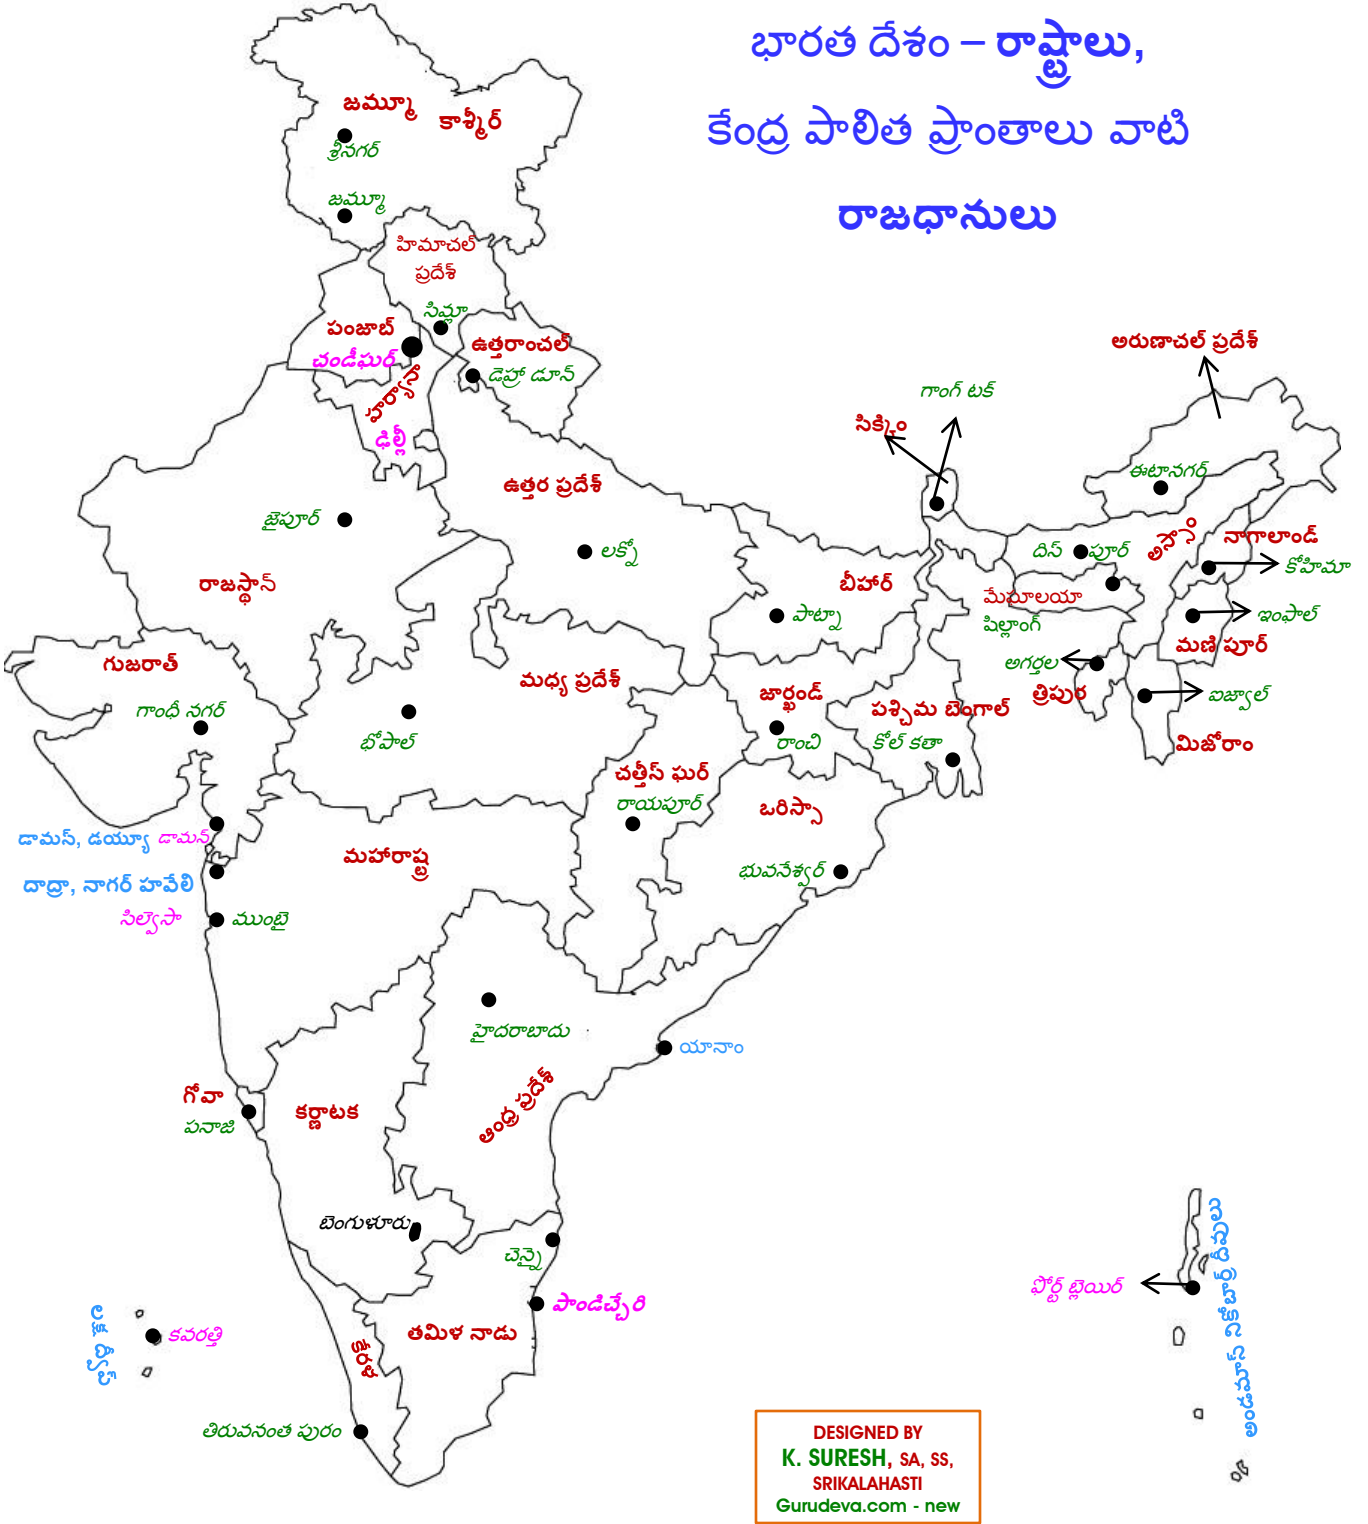 భారత దేశం – రాష్ట్రాలు,
కేంద్ర పాలిత ప్రాంతాలు వాటి
రాజధానులు
జమ్మూ కాశ్మీర్
శ్రీనగర్
జమ్మూ
హిమాచల్
ప్రదేశ్
సిమ్లా
పంజాబ్
చండీఘర్
ఉత్తరాంచల్
డెహ్రా డూన్
హర్యానా
ఢిల్లీ
అరుణాచల్ ప్రదేశ్
గాంగ్ టక్
సిక్కిం
ఈటానగర్
ఉత్తర ప్రదేశ్
జైపూర్
లక్నో
రాజస్థాన్
బీహార్
పాట్నా
దిస్ పూర్
అస్సాం
నాగాలాండ్
కోహిమా
మేఘాలయా
షిల్లాంగ్
ఇంఫాల్
మణి పూర్
అగర్తల
త్రిపుర
ఐజ్వాల్
మిజోరాం
గుజరాత్
గాంధీ నగర్
మధ్య ప్రదేశ్
భోపాల్
జార్ఖండ్
రాంచి
పశ్చిమ బెంగాల్
కోల్ కతా
చత్తీస్ ఘర్
రాయపూర్
ఒరిస్సా
భువనేశ్వర్
డామస్, డయ్యూ డామన్
దాద్రా, నాగర్ హవేలి
సిల్వెసా
ముంబై
మహారాష్ట్ర
హైదరాబాదు
యానాం
ఆంధ్ర ప్రదేశ్
గోవా
పనాజి
కర్ణాటక
బెంగుళూరు
చెన్నై
పాండిచ్చేరి
తమిళ నాడు
కేరళ
తిరువనంత పురం
కవరత్తి
లక్ష ద్వీప్
ఫోర్ట్ బ్లెయిర్
అండమాన్ నికోబార్ దీవులు
DESIGNED BY
K. SURESH, SA, SS,
SRIKALAHASTI
Gurudeva.com - new